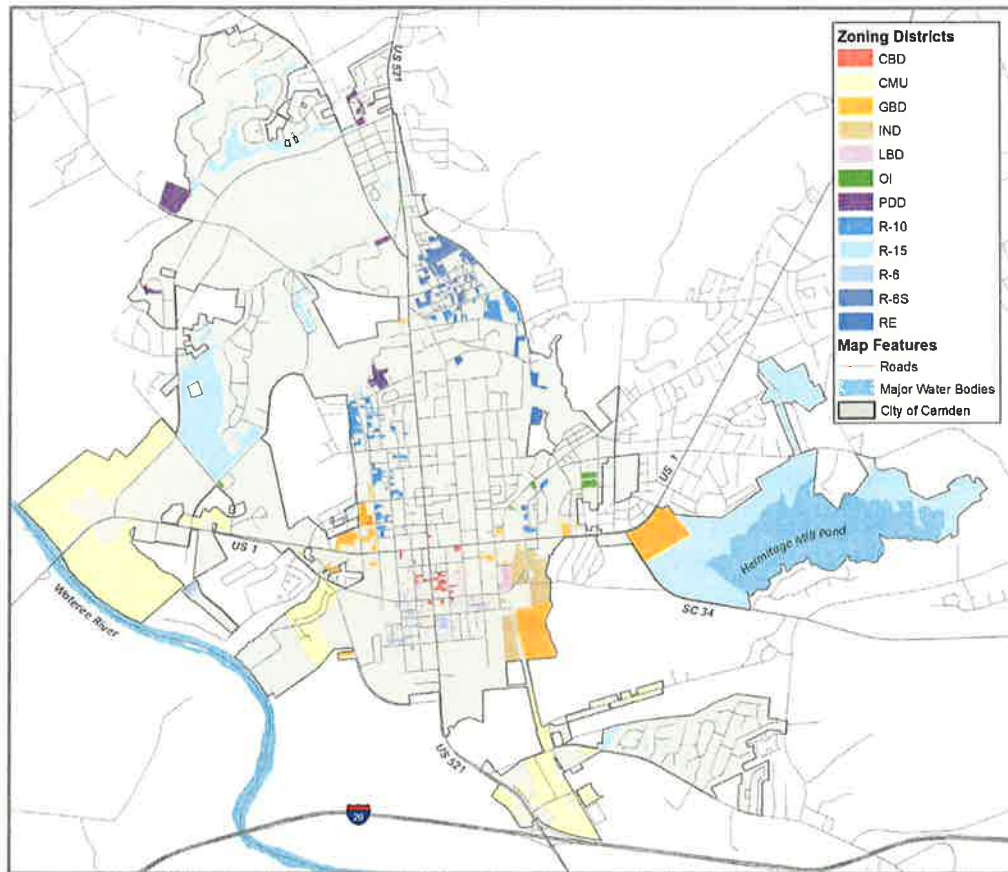 Zoning Districts
CBD
CMU
GBD
IND
LBD
OI
PDD
R-10
R-15
R-6
R-6S
RE
Map Features
Roads
Major Water Bodies
City of Camden
US 521
US 1
Hermitage Mill Pond
US 1
Wateree River
SC 34
US 521
20